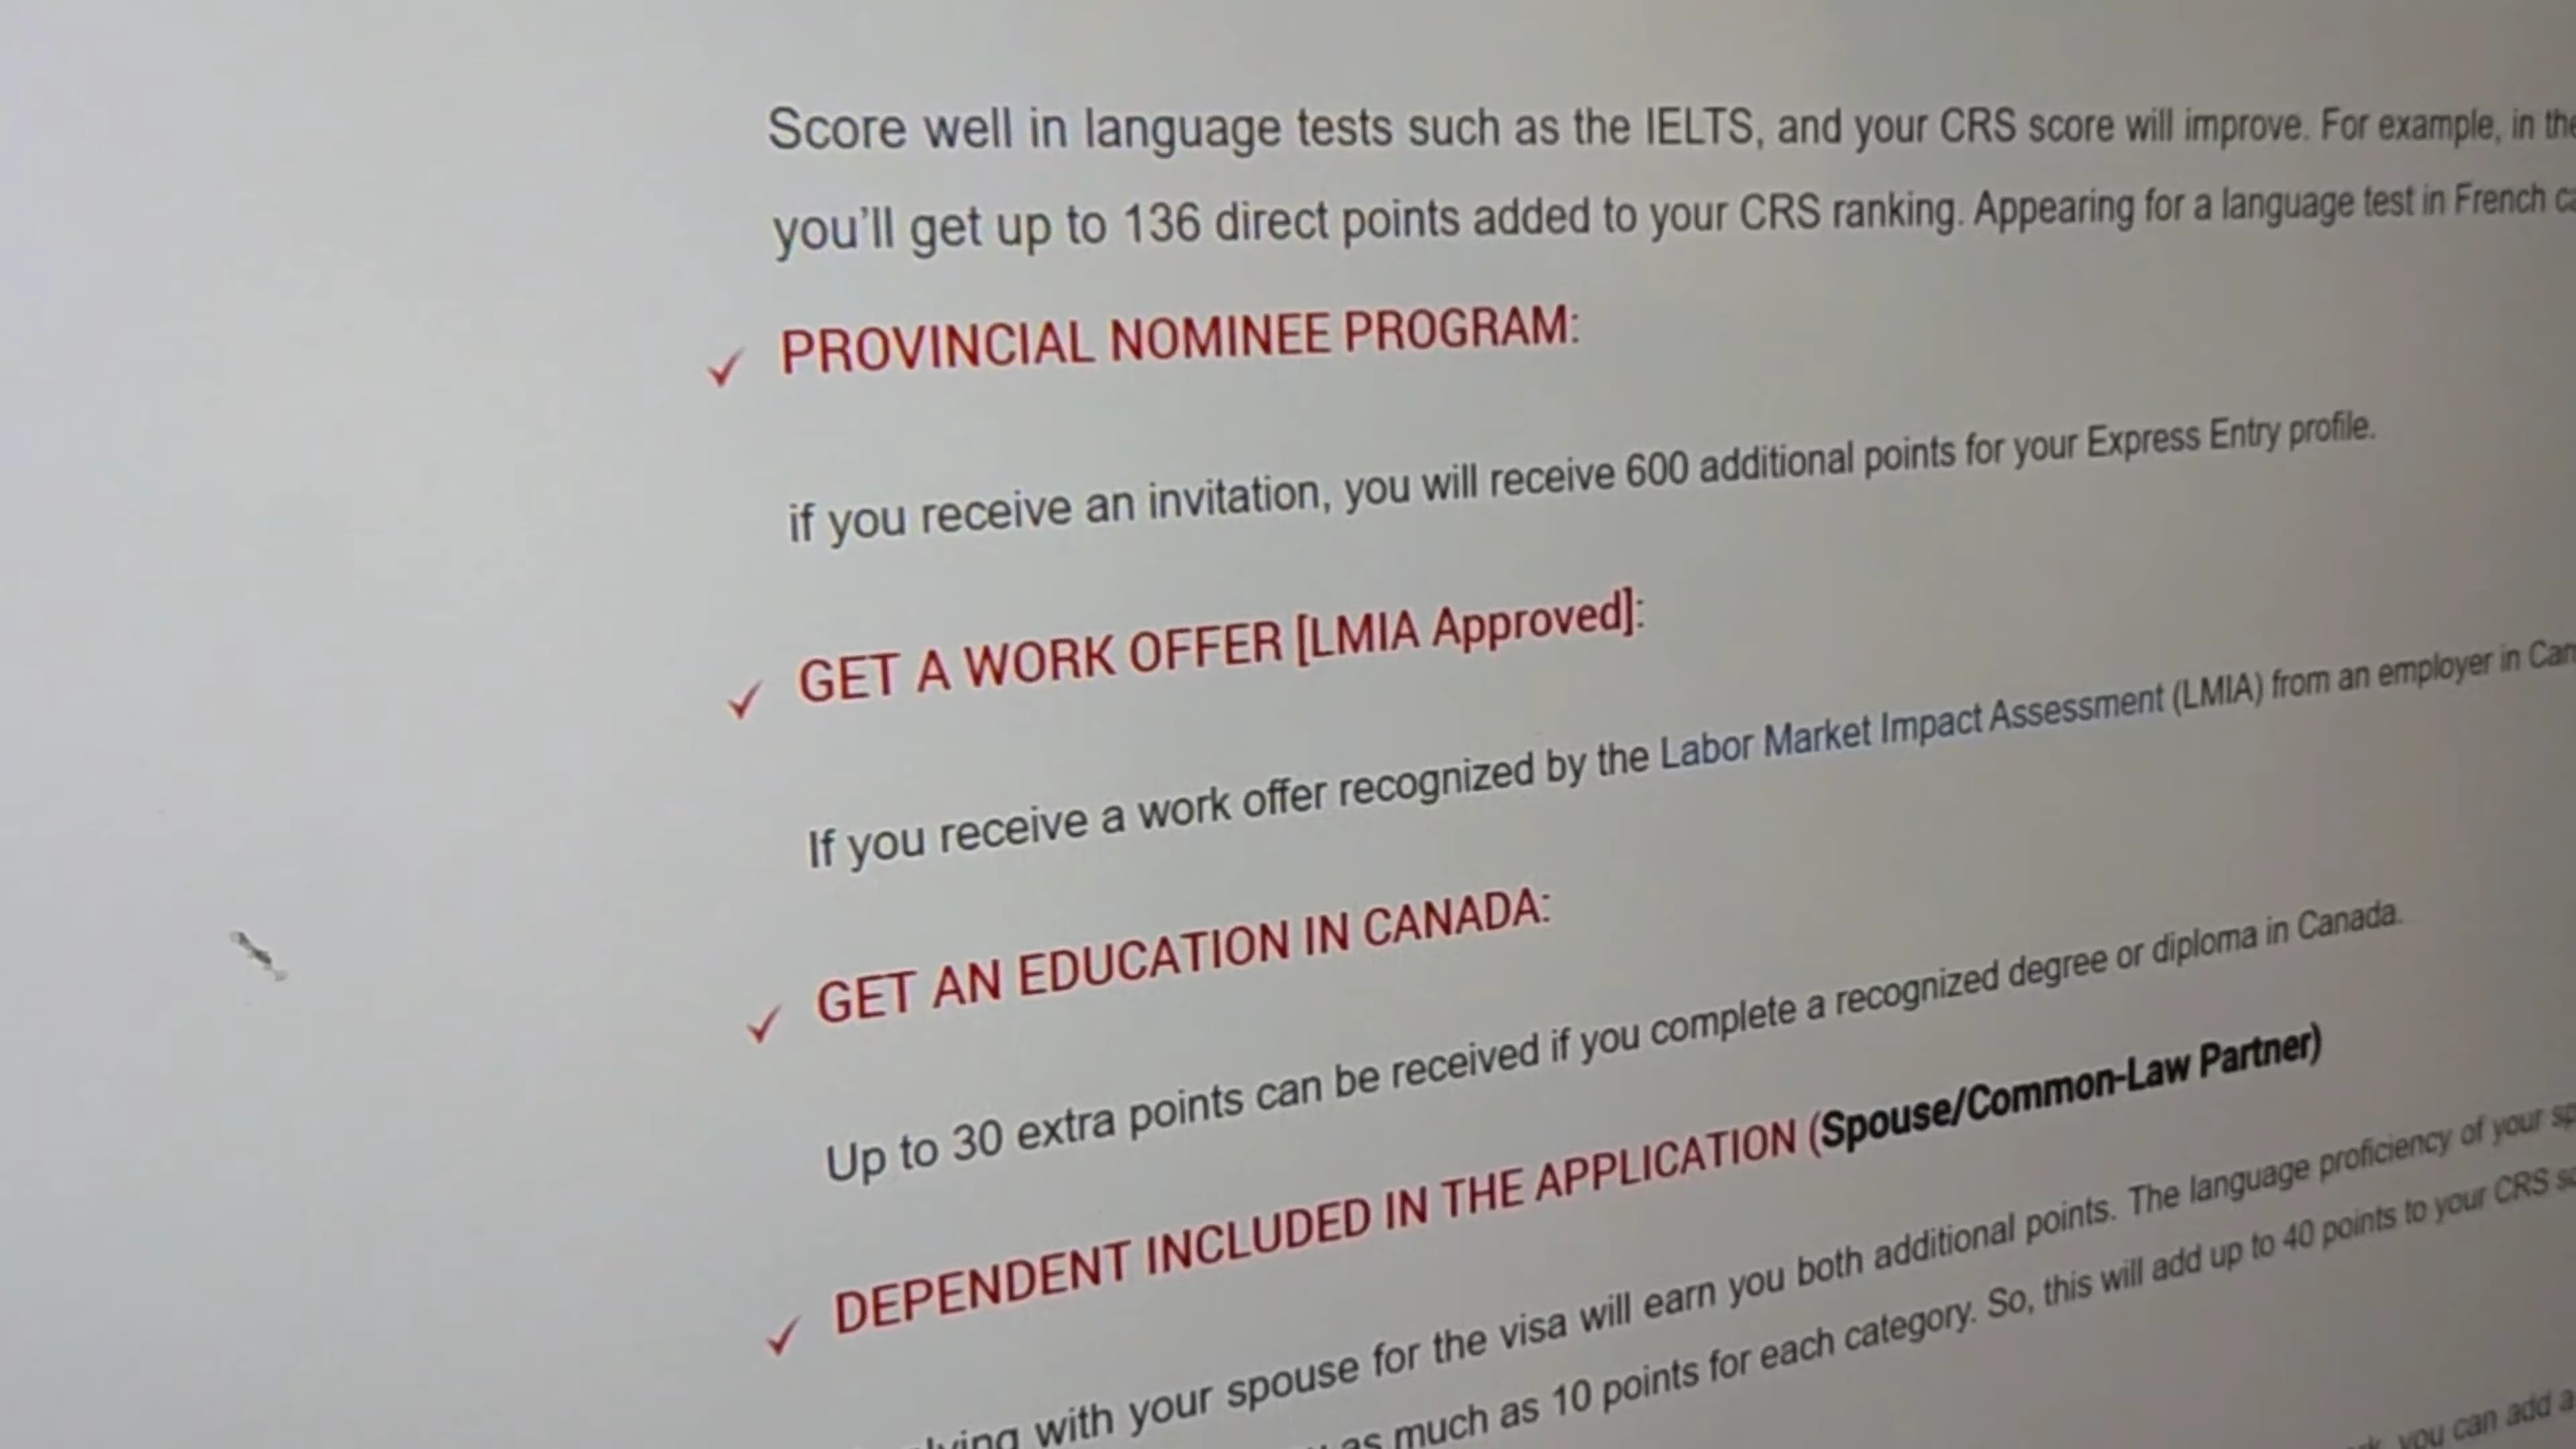 Score well in language tests such as the IELTS, and your CRS score will improve. For example, in the
you'll get up to 136 direct points added to your CRS ranking. Appearing for a language test in French
PROVINCIAL NOMINEE PROGRAM:
if you receive an invitation, you will receive 600 additional points for your Express Entry profile.
GET A WORK OFFER [LMIA Approved]:
If you receive a work offer recognized by the Labor Market Impact Assessment (LMIA) from an employer in
GET AN EDUCATION IN CANADA:
Up to 30 extra points can be received if you complete a recognized degree or diploma in Canada.
DEPENDENT INCLUDED IN THE APPLICATION (Spouse/Common-Law Partner)
with your spouse for the visa will earn you both additional points. The language proficiency of your
as much as 10 points for each category. So, this will add up to 40 points to your CRS
you can add a